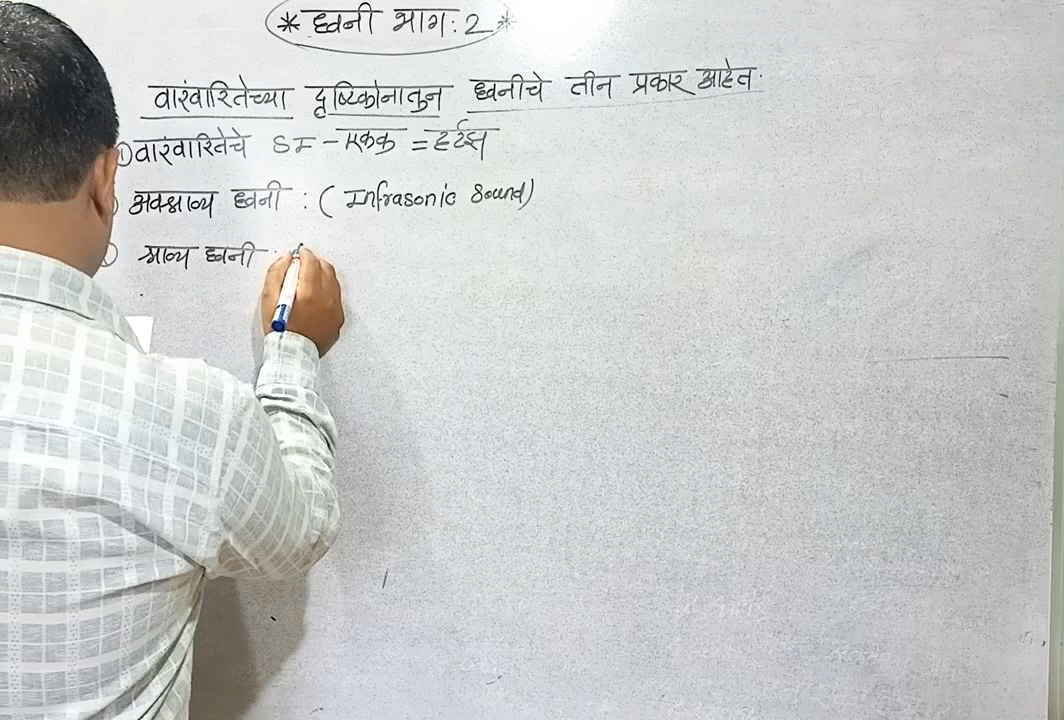 * ध्वनी भाग : 2 *
वारंवारितेच्या दृष्टिकोनातुन ध्वनीचे तीन प्रकार आहेत.
① वारंवारितेचे SI - एकक = हर्ट्झ
अवश्राव्य ध्वनी : ( Infrasonic Sound)
श्राव्य ध्वनी :